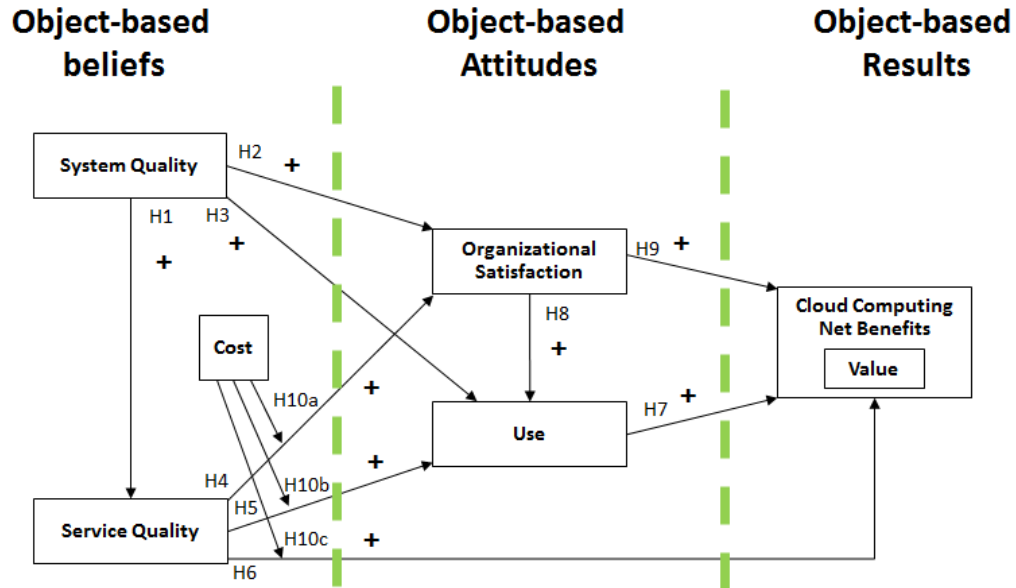 Object-based
beliefs
Object-based
Attitudes
Object-based
Results
System Quality
H2
+
H1
H3
+
+
Organizational
Satisfaction
H9
+
Cloud Computing
Net Benefits
Value
H8
+
Cost
H10a
+
Use
H7
+
H4
H5
H10b
+
Service Quality
H10c
+
H6